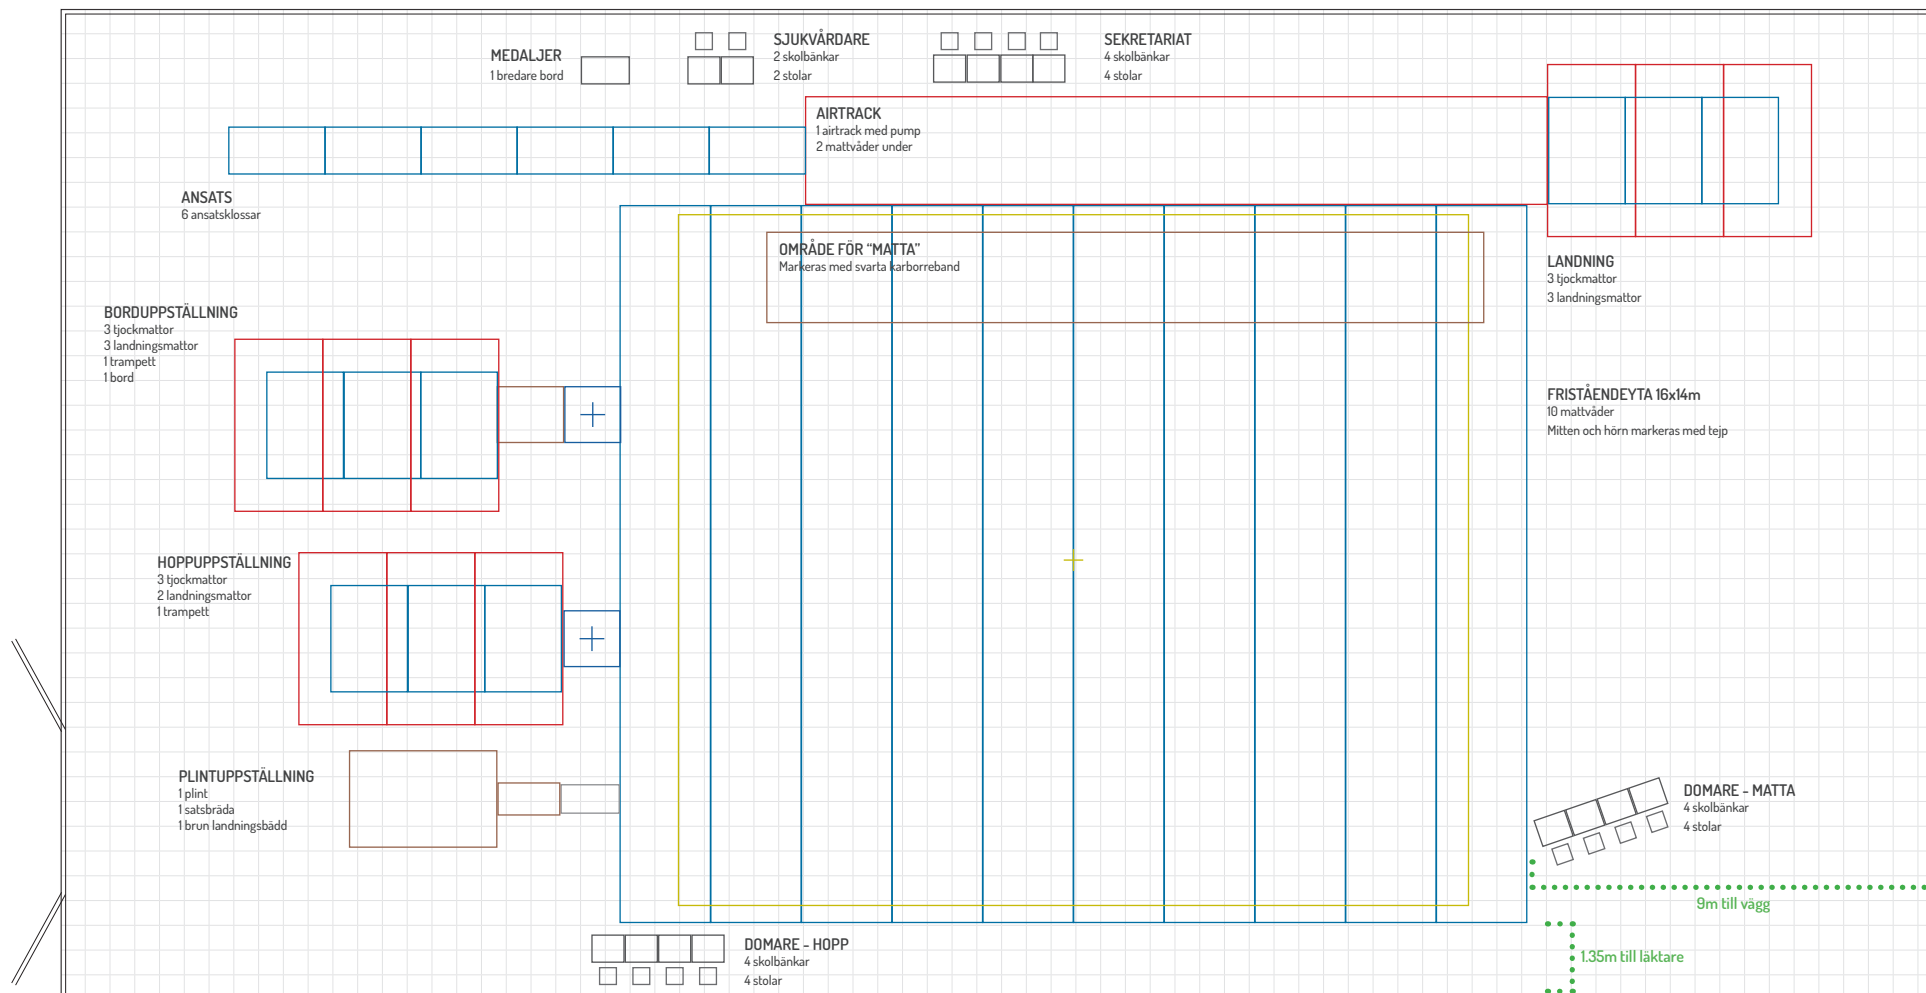 MEDALJER
1 bredare bord
SJUKVÅRDARE
2 skolbänkar
2 stolar
SEKRETARIAT
4 skolbänkar
4 stolar
AIRTRACK
1 airtrack med pump
2 mattvåder under
ANSATS
6 ansatsklossar
OMRÅDE FÖR “MATTA”
Markeras med svarta karborreband
LANDNING
3 tjockmattor
3 landningsmattor
BORDUPPSTÄLLNING
3 tjockmattor
3 landningsmattor
1 trampett
1 bord
FRISTÅENDEYTA 16x14m
10 mattvåder
Mitten och hörn markeras med tejp
HOPPUPPSTÄLLNING
3 tjockmattor
2 landningsmattor
1 trampett
PLINTUPPSTÄLLNING
1 plint
1 satsbräda
1 brun landningsbädd
DOMARE - MATTA
4 skolbänkar
4 stolar
9m till vägg
DOMARE - HOPP
4 skolbänkar
4 stolar
1.35m till läktare